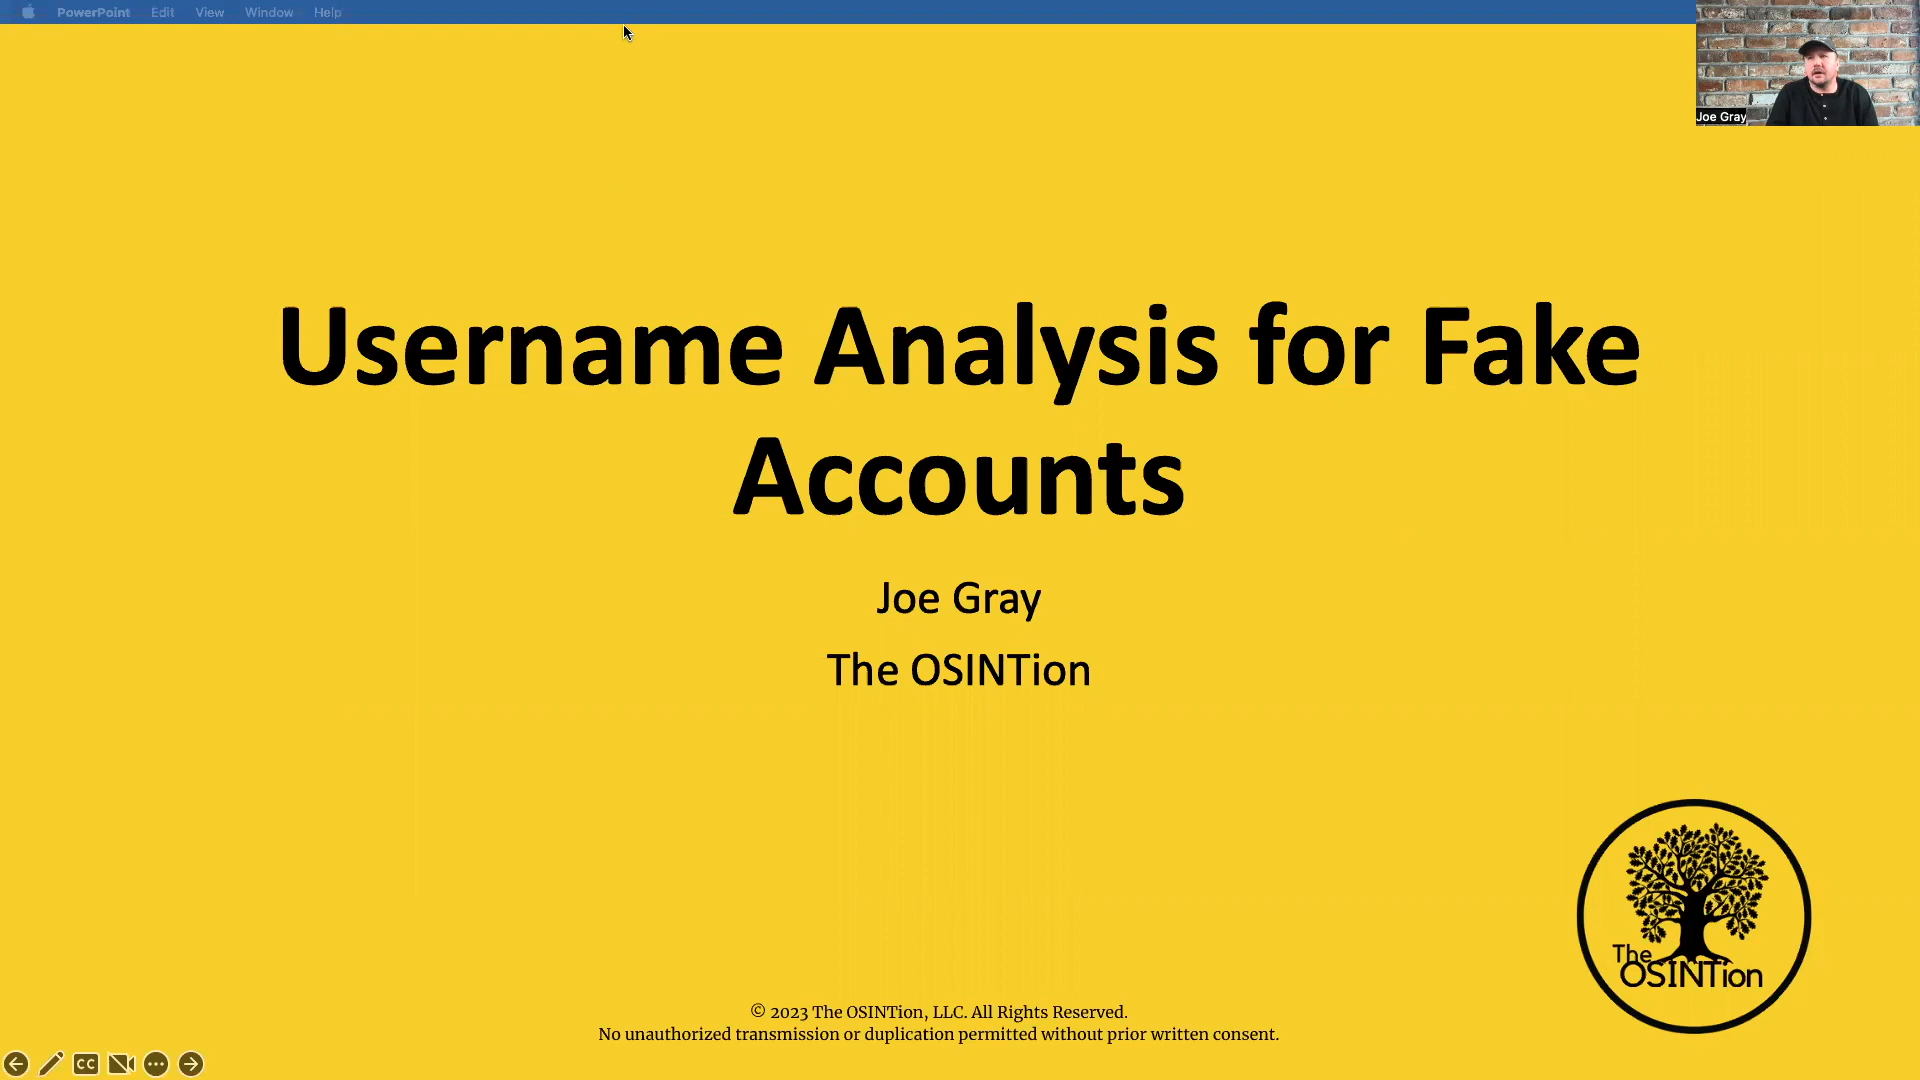 PowerPoint Edit View Window Help
Joe Gray
Username Analysis for Fake
Accounts
Joe Gray
The OSINTion
The
OSINTion
© 2023 The OSINTion, LLC. All Rights Reserved.
No unauthorized transmission or duplication permitted without prior written consent.
CC